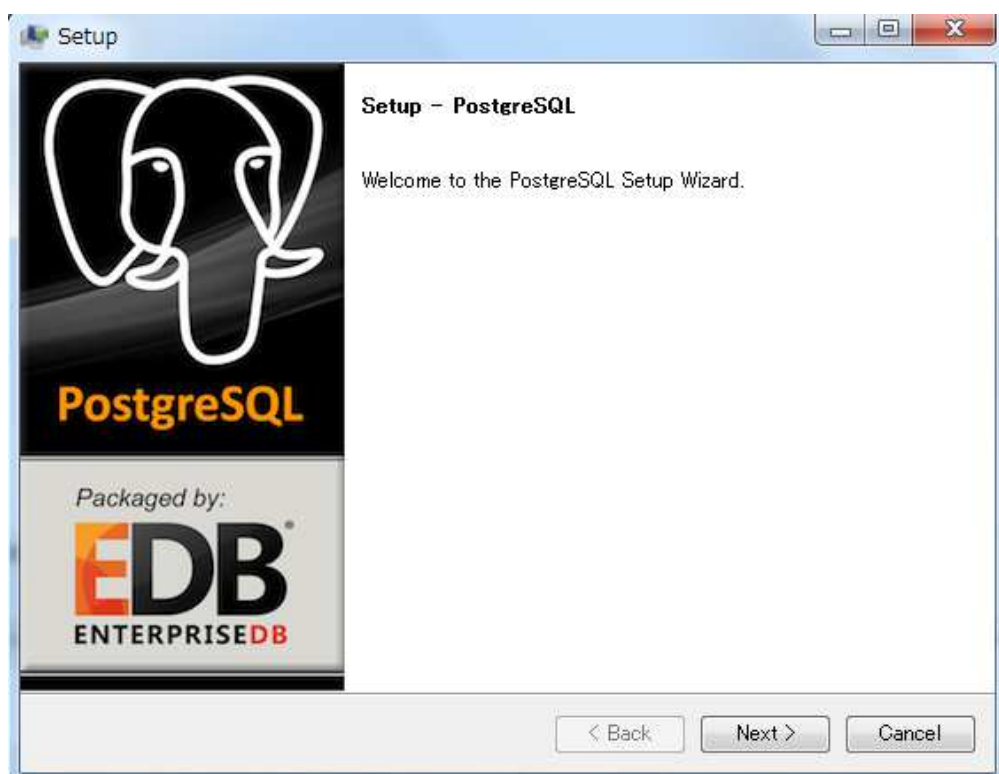 Setup
Setup - PostgreSQL
Welcome to the PostgreSQL Setup Wizard.
PostgreSQL
Packaged by:
EDB®
ENTERPRISEDB
< Back
Next >
Cancel